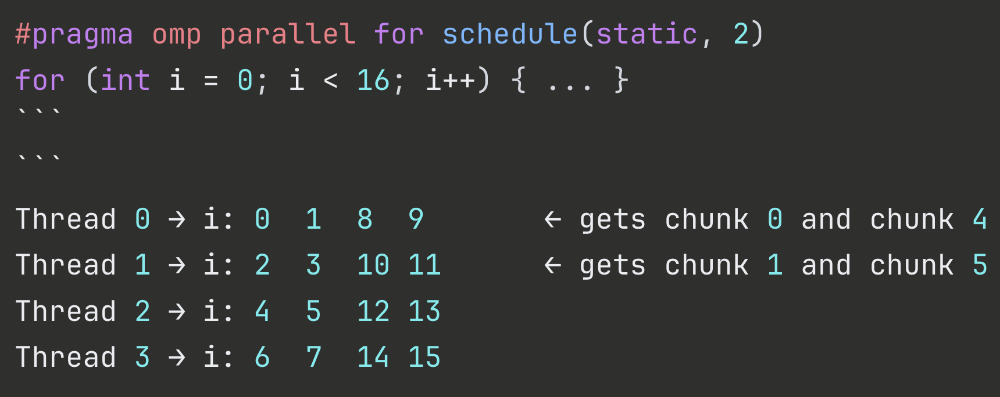 #pragma omp parallel for schedule(static, 2)
for (int i = 0; i < 16; i++) { ... }
```
```
Thread 0 → i: 0  1  8  9       ← gets chunk 0 and chunk 4
Thread 1 → i: 2  3  10 11      ← gets chunk 1 and chunk 5
Thread 2 → i: 4  5  12 13
Thread 3 → i: 6  7  14 15